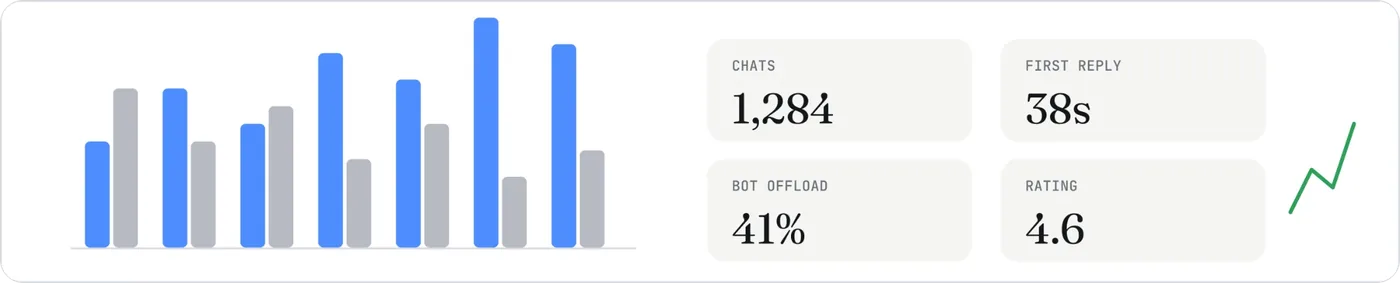 CHATS
1,284
FIRST REPLY
38s
BOT OFFLOAD
41%
RATING
4.6